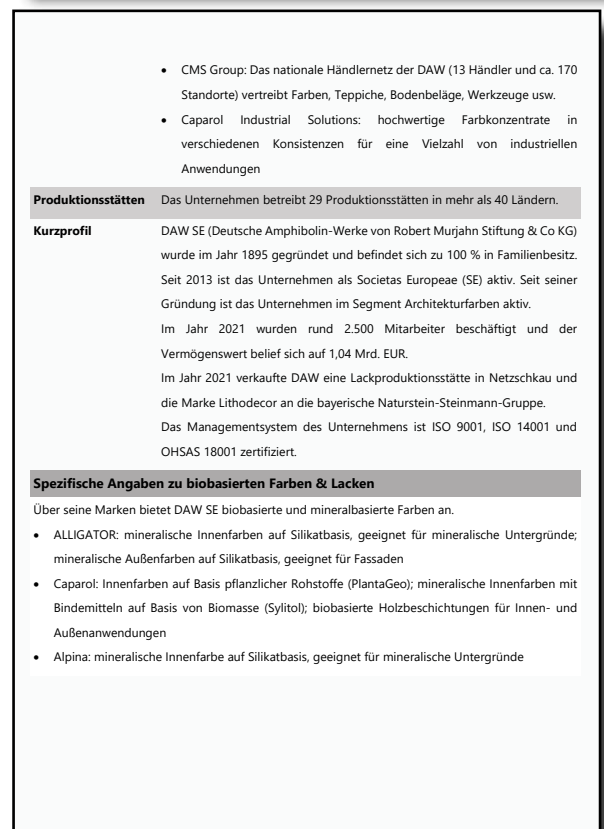 • CMS Group: Das nationale Händlernetz der DAW (13 Händler und ca. 170
Standorte) vertreibt Farben, Teppiche, Bodenbeläge, Werkzeuge usw.
• Caparol Industrial Solutions: hochwertige Farbkonzentrate in
verschiedenen Konsistenzen für eine Vielzahl von industriellen
Anwendungen
Produktionsstätten Das Unternehmen betreibt 29 Produktionsstätten in mehr als 40 Ländern.
Kurzprofil DAW SE (Deutsche Amphibolin-Werke von Robert Murjahn Stiftung & Co KG)
wurde im Jahr 1895 gegründet und befindet sich zu 100 % in Familienbesitz.
Seit 2013 ist das Unternehmen als Societas Europeae (SE) aktiv. Seit seiner
Gründung ist das Unternehmen im Segment Architekturfarben aktiv.
Im Jahr 2021 wurden rund 2.500 Mitarbeiter beschäftigt und der
Vermögenswert belief sich auf 1,04 Mrd. EUR.
Im Jahr 2021 verkaufte DAW eine Lackproduktionsstätte in Netzschkau und
die Marke Lithodecor an die bayerische Naturstein-Steinmann-Gruppe.
Das Managementsystem des Unternehmens ist ISO 9001, ISO 14001 und
OHSAS 18001 zertifiziert.
Spezifische Angaben zu biobasierten Farben & Lacken
Über seine Marken bietet DAW SE biobasierte und mineralbasierte Farben an.
• ALLIGATOR: mineralische Innenfarben auf Silikatbasis, geeignet für mineralische Untergründe;
mineralische Außenfarben auf Silikatbasis, geeignet für Fassaden
• Caparol: Innenfarben auf Basis pflanzlicher Rohstoffe (PlantaGeo); mineralische Innenfarben mit
Bindemitteln auf Basis von Biomasse (Sylitol); biobasierte Holzbeschichtungen für Innen- und
Außenanwendungen
• Alpina: mineralische Innenfarbe auf Silikatbasis, geeignet für mineralische Untergründe